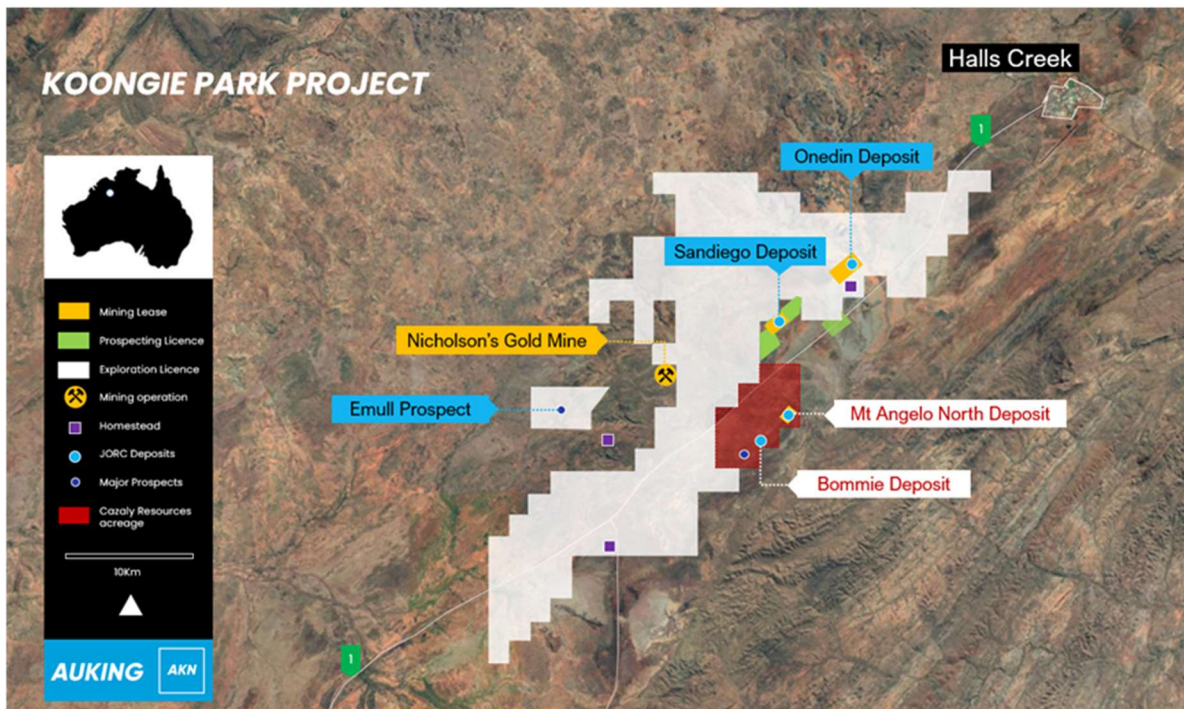 KOONGIE PARK PROJECT
Halls Creek
1
Onedin Deposit
Sandiego Deposit
Nicholson's Gold Mine
Emull Prospect
Mt Angelo North Deposit
Bommie Deposit
Mining Lease
Prospecting Licence
Exploration Licence
Mining operation
Homestead
JORC Deposits
Major Prospects
Cazaly Resources
acreage
10Km
1
AUKING
AKN